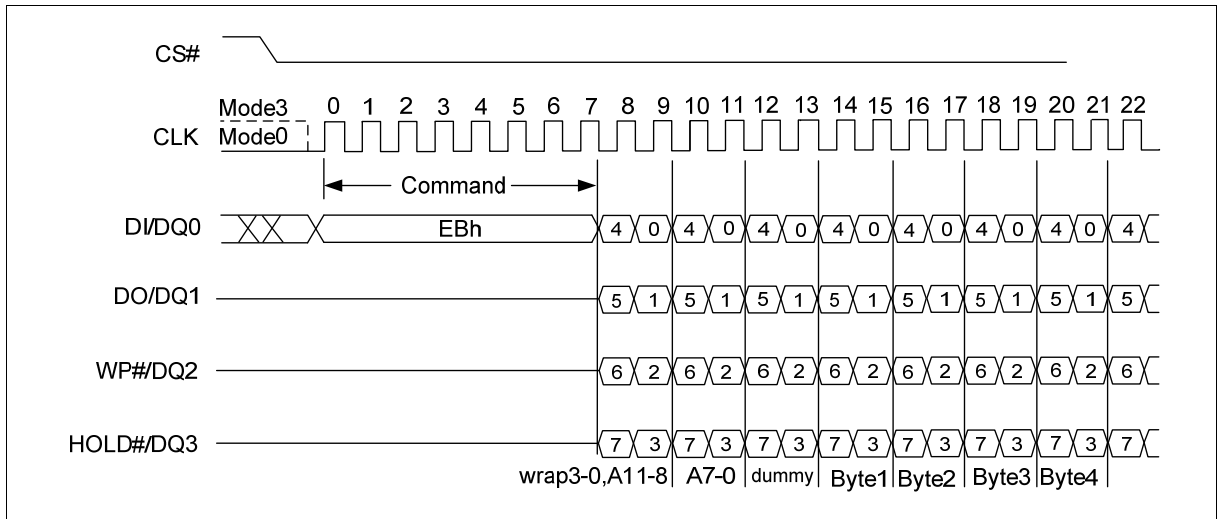 CS#
Mode3
0 1 2 3 4 5 6 7 8 9 10 11 12 13 14 15 16 17 18 19 20 21 22
CLK
Mode0
Command
DI/DQ0
EBh
4 0 4 0 4 0 4 0 4 0 4 0 4 0 4
DO/DQ1
5 1 5 1 5 1 5 1 5 1 5 1 5 1 5
WP#/DQ2
6 2 6 2 6 2 6 2 6 2 6 2 6 2 6
HOLD#/DQ3
7 3 7 3 7 3 7 3 7 3 7 3 7 3 7
wrap3-0,A11-8 A7-0 dummy Byte1 Byte2 Byte3 Byte4